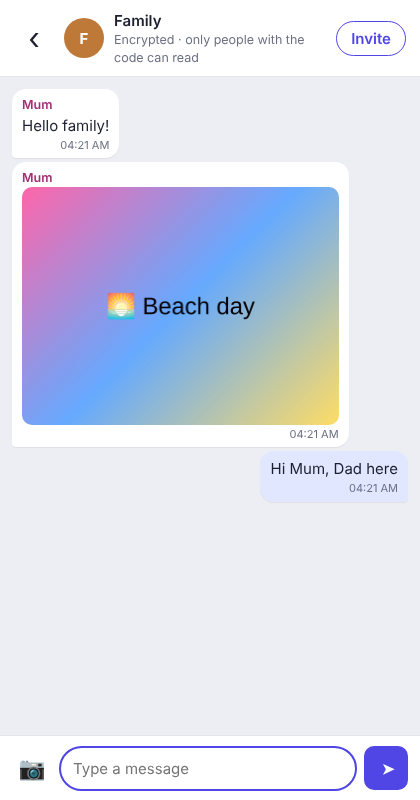 Family
Encrypted · only people with the
code can read
F
Invite
Mum
Hello family!
04:21 AM
Mum
🌅 Beach day
04:21 AM
Hi Mum, Dad here
04:21 AM
Type a message